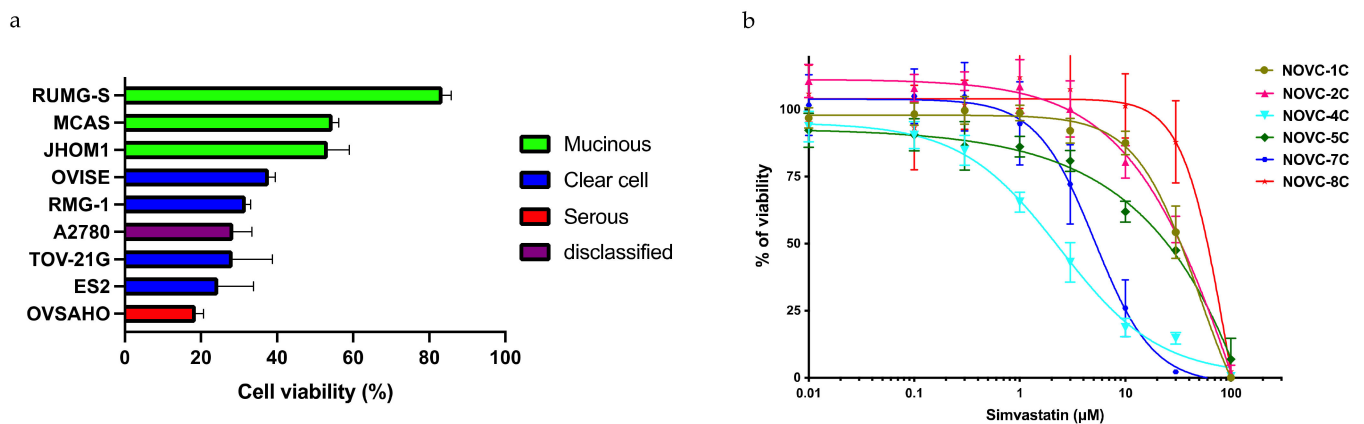 a
RUMG-S
MCAS
JHOM1
OVISE
RMG-1
A2780
TOV-21G
ES2
OVSAHO
0 20 40 60 80 100
Cell viability (%)
Mucinous
Clear cell
Serous
disclassified
b
% of viability
100
75
50
25
0
0.01 0.1 1 10 100
Simvastatin (µM)
NOVC-1C
NOVC-2C
NOVC-4C
NOVC-5C
NOVC-7C
NOVC-8C